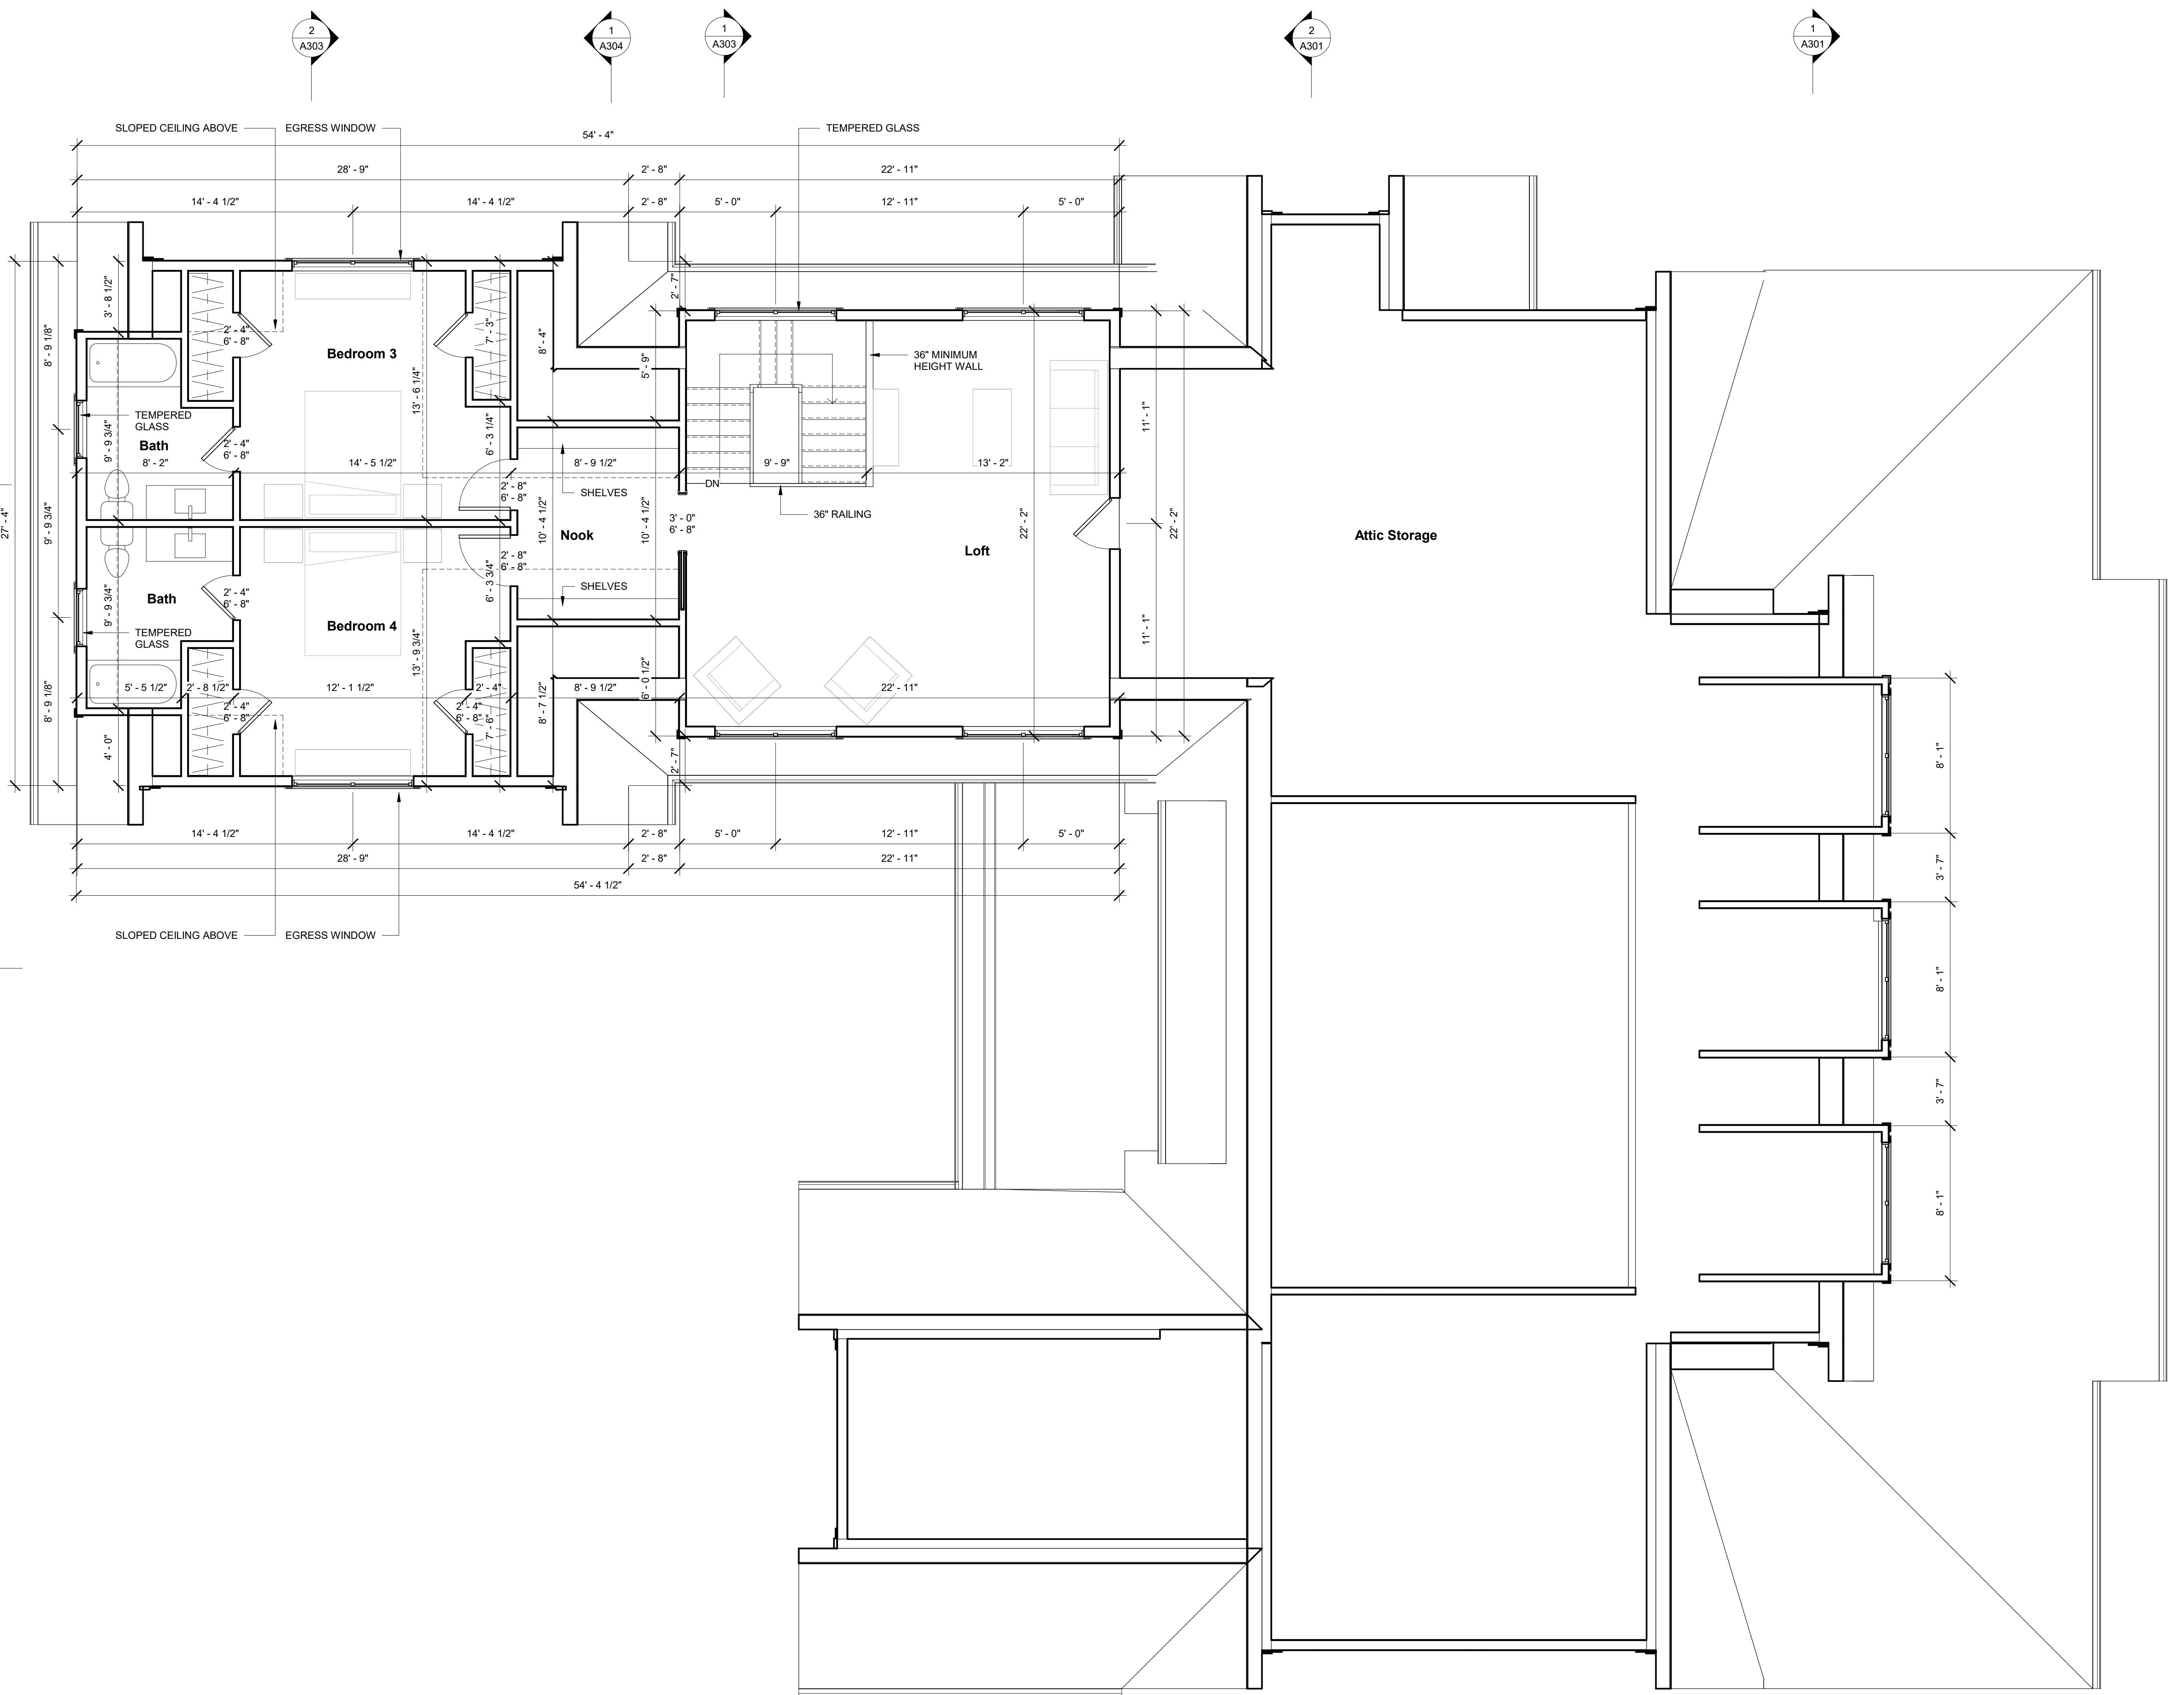 2
A303
1
A304
1
A303
2
A301
1
A301
SLOPED CEILING ABOVE
EGRESS WINDOW
TEMPERED GLASS
54' - 4"
28' - 9"
2' - 8"
22' - 11"
14' - 4 1/2"
14' - 4 1/2"
2' - 8"
5' - 0"
12' - 11"
5' - 0"
3' - 8 1/2"
2' - 7"
8' - 9 1/8"
2' - 4"
6' - 8"
7' - 3"
8' - 4"
5' - 9"
Bedroom 3
36" MINIMUM
HEIGHT WALL
13' - 6 1/4"
TEMPERED
GLASS
Bath
9' - 9 3/4"
2' - 4"
6' - 8"
6' - 3 1/4"
11' - 1"
8' - 2"
14' - 5 1/2"
8' - 9 1/2"
9' - 9"
13' - 2"
DN
2' - 8"
6' - 8"
SHELVES
36" RAILING
27' - 4"
9' - 9 3/4"
10' - 4 1/2"
10' - 4 1/2"
3' - 0"
6' - 8"
22' - 2"
22' - 2"
Nook
Loft
Attic Storage
2' - 8"
6' - 8"
6' - 3 3/4"
SHELVES
9' - 9 3/4"
Bath
2' - 4"
6' - 8"
Bedroom 4
TEMPERED
GLASS
13' - 9 3/4"
11' - 1"
8' - 9 1/8"
5' - 5 1/2"
2' - 8 1/2"
12' - 1 1/2"
2' - 4"
8' - 9 1/2"
6' - 0 1/2"
22' - 11"
2' - 4"
6' - 8"
2' - 4"
6' - 8"
7' - 6"
8' - 7 1/2"
4' - 0"
2' - 7"
8' - 1"
14' - 4 1/2"
14' - 4 1/2"
2' - 8"
5' - 0"
12' - 11"
5' - 0"
28' - 9"
2' - 8"
22' - 11"
54' - 4 1/2"
3' - 7"
SLOPED CEILING ABOVE
EGRESS WINDOW
8' - 1"
3' - 7"
8' - 1"